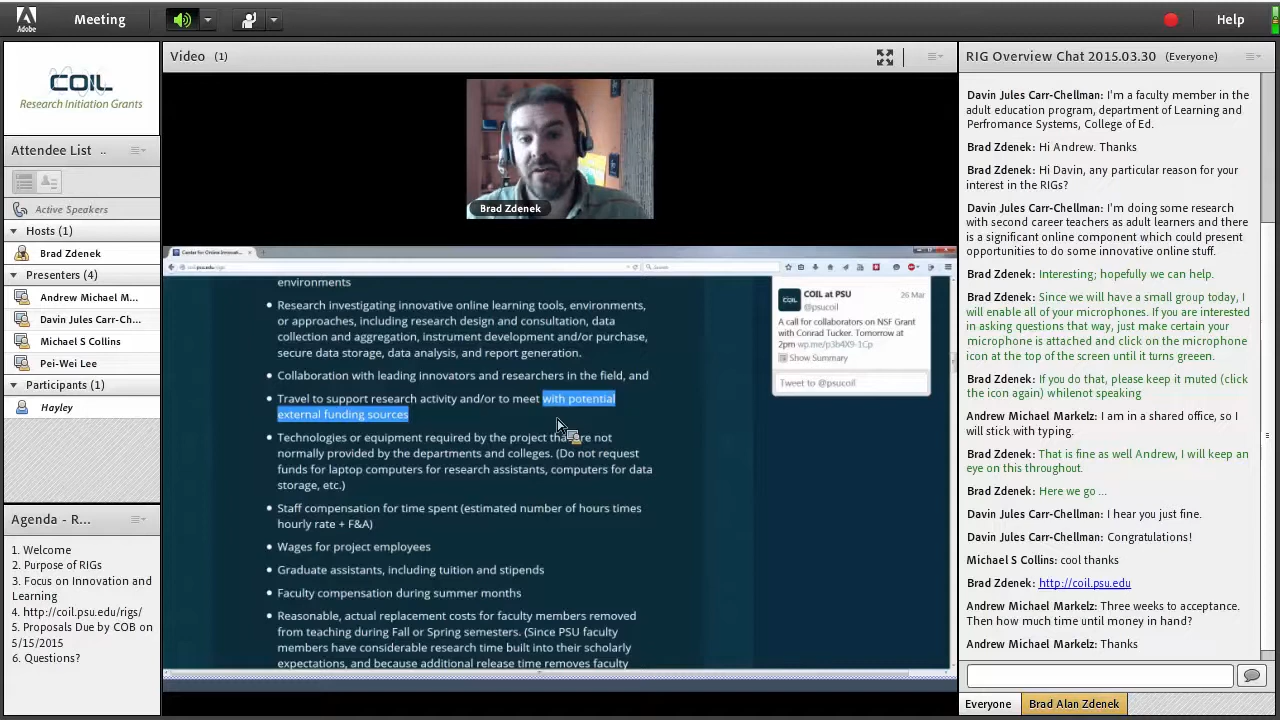 Adobe
Meeting
Help
COIL
Research Initiation Grants
Attendee List ..
Active Speakers
Hosts (1)
Brad Zdenek
Presenters (4)
Andrew Michael M...
Davin Jules Carr-Ch...
Michael S Collins
Pei-Wei Lee
Participants (1)
Hayley
Agenda - R...
1. Welcome
2. Purpose of RIGs
3. Focus on Innovation and
Learning
4. http://coil.psu.edu/rigs/
5. Proposals Due by COB on
5/15/2015
6. Questions?
Video (1)
Brad Zdenek
Center for Online Innovat...
coil.psu.edu/rigs/
Search
environments
• Research investigating innovative online learning tools, environments,
or approaches, including research design and consultation, data
collection and aggregation, instrument development and/or purchase,
secure data storage, data analysis, and report generation.
• Collaboration with leading innovators and researchers in the field, and
• Travel to support research activity and/or to meet with potential
external funding sources
• Technologies or equipment required by the project that are not
normally provided by the departments and colleges. (Do not request
funds for laptop computers for research assistants, computers for data
storage, etc.)
• Staff compensation for time spent (estimated number of hours times
hourly rate + F&A)
• Wages for project employees
• Graduate assistants, including tuition and stipends
• Faculty compensation during summer months
• Reasonable, actual replacement costs for faculty members removed
from teaching during Fall or Spring semesters. (Since PSU faculty
members have considerable research time built into their scholarly
expectations, and because additional release time removes faculty
COIL
COIL at PSU
26 Mar
@psucoil
A call for collaborators on NSF Grant
with Conrad Tucker. Tomorrow at
2pm wp.me/p3b4X9-1Cp
Show Summary
Tweet to @psucoil
RIG Overview Chat 2015.03.30 (Everyone)
Davin Jules Carr-Chellman: I'm a faculty member in the
adult education program, department of Learning and
Perfromance Systems, College of Ed.
Brad Zdenek: Hi Andrew. Thanks
Brad Zdenek: Hi Davin, any particular reason for your
interest in the RIGs?
Davin Jules Carr-Chellman: I'm doing some work
with second career teachers as adult learners and there
is a significant online component which could present
opportunities to do some innovative online stuff.
Brad Zdenek: Interesting; hopefully we can help.
Brad Zdenek: Since we will have a small group today, I
will enable all of your microphones. If you are interested
in asking questions that way, just make certain your
microphone is attached and click on the microphone
icon at the top of the screen until it turns greeen.
Brad Zdenek: If you do that, please keep it muted (click
the icon again) whilenot speaking
Andrew Michael Markelz: I am in a shared office, so I
will stick with typing.
Brad Zdenek: That is fine as well Andrew, I will keep an
eye on this throughout.
Brad Zdenek: Here we go ...
Davin Jules Carr-Chellman: I hear you just fine.
Davin Jules Carr-Chellman: Congratulations!
Michael S Collins: cool thanks
Brad Zdenek: http://coil.psu.edu
Andrew Michael Markelz: Three weeks to acceptance.
Then how much time until money in hand?
Andrew Michael Markelz: Thanks
Everyone
Brad Alan Zdenek